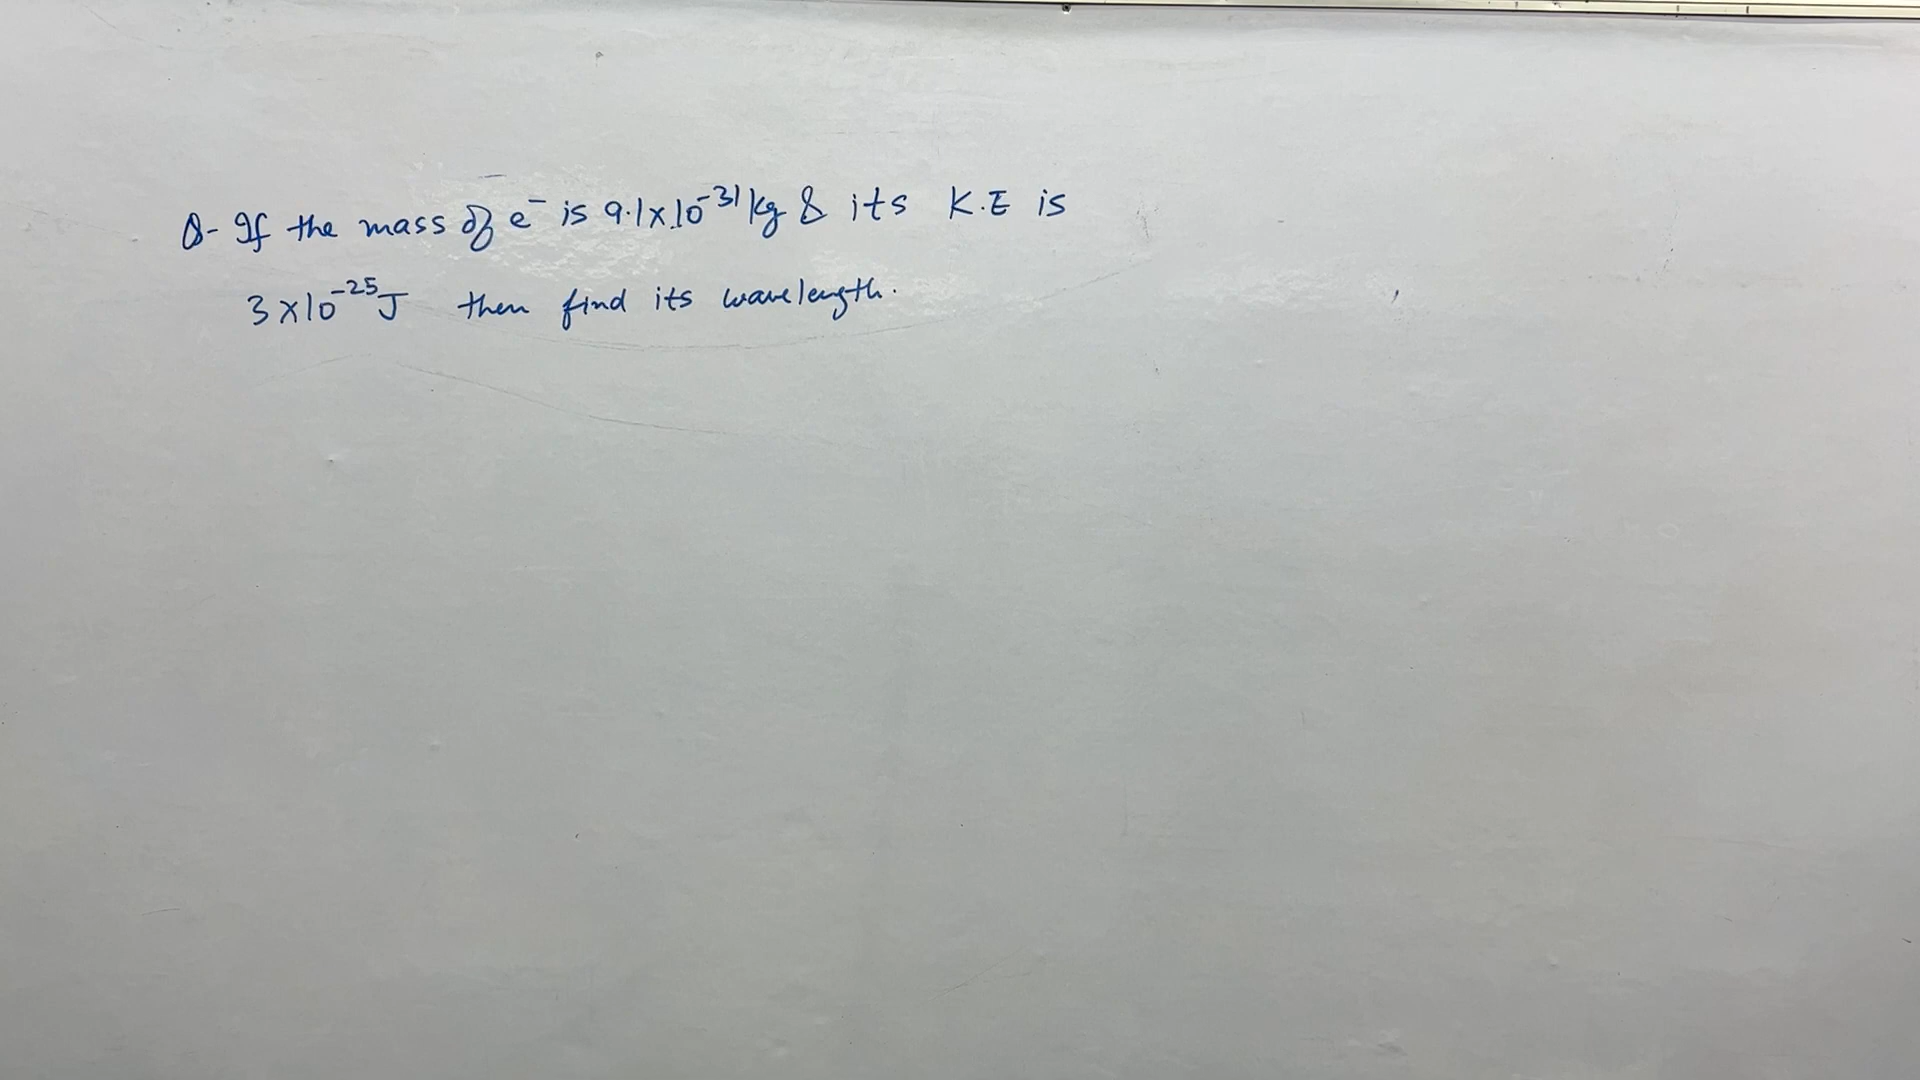 Q- If the mass of e⁻ is 9.1×10⁻³¹ kg & its K.E is
3×10⁻²⁵ J then find its wavelength.